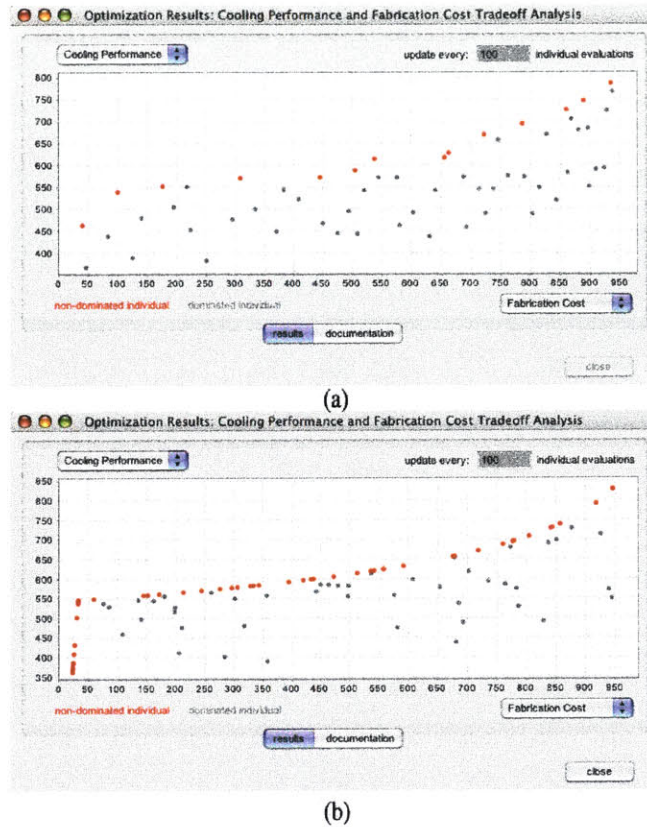 Optimization Results: Cooling Performance and Fabrication Cost Tradeoff Analysis
Cooling Performance
update every: 100 individual evaluations
800
750
700
650
600
550
500
450
400
0 50 100 150 200 250 300 350 400 450 500 550 600 650 700 750 800 850 900 950
non-dominated individual dominated individual
Fabrication Cost
results documentation
close
(a)
Optimization Results: Cooling Performance and Fabrication Cost Tradeoff Analysis
Cooling Performance
update every: 100 individual evaluations
850
800
750
700
650
600
550
500
450
400
350
0 50 100 150 200 250 300 350 400 450 500 550 600 650 700 750 800 850 900 950
non-dominated individual dominated individual
Fabrication Cost
results documentation
close
(b)